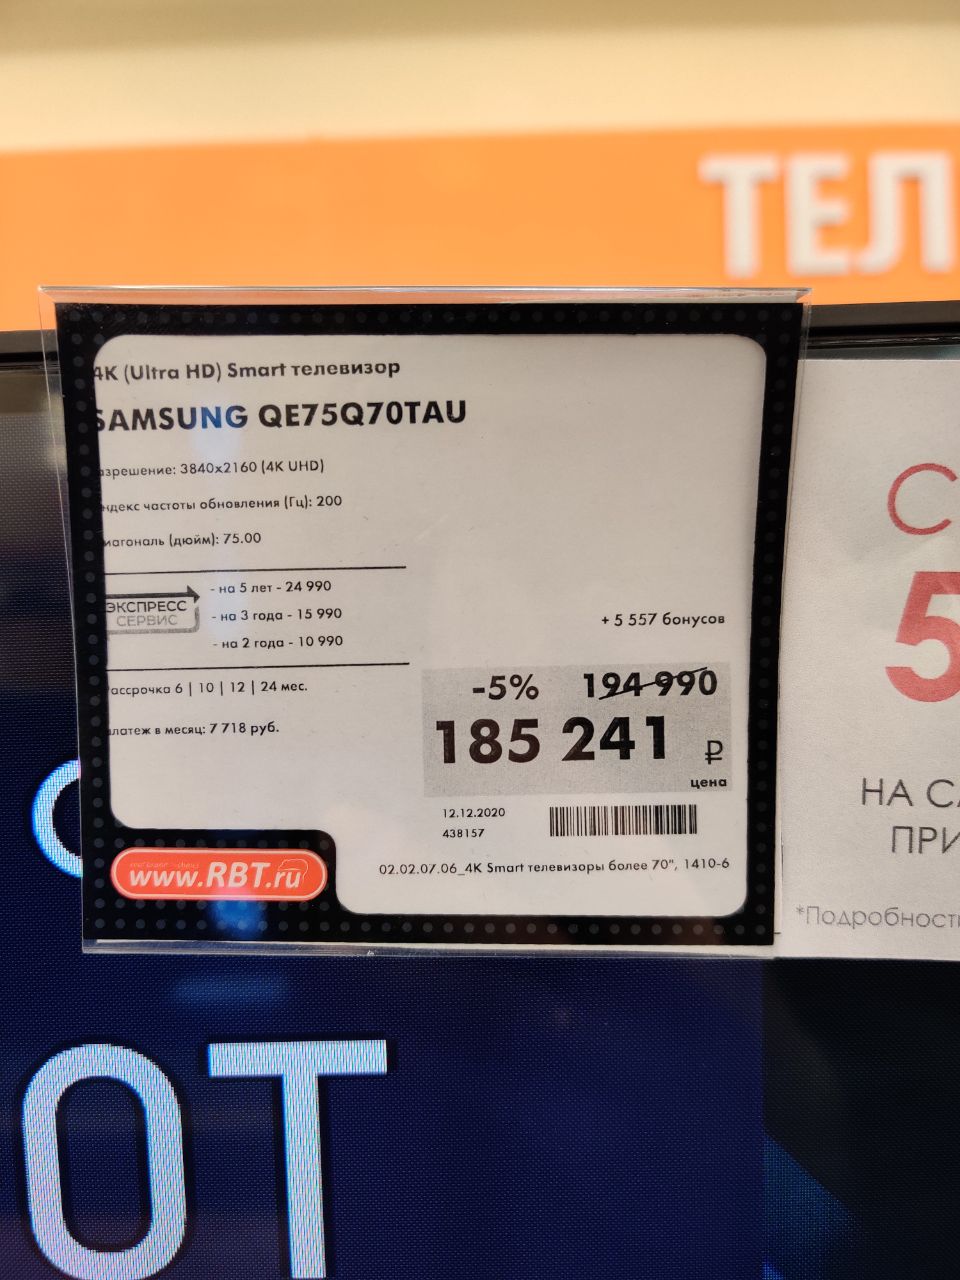 ТЕЛ
4K (Ultra HD) Smart телевизор
SAMSUNG QE75Q70TAU
азрешение: 3840x2160 (4K UHD)
ндекс частоты обновления (Гц): 200
иагональ (дюйм): 75.00
ЭКСПРЕСС
СЕРВИС
- на 5 лет - 24 990
- на 3 года - 15 990
- на 2 года - 10 990
+ 5 557 бонусов
ассрочка 6 | 10 | 12 | 24 мес.
латеж в месяц: 7 718 руб.
-5% 194 990
185 241 ₽
цена
12.12.2020
438157
02.02.07.06_4K Smart телевизоры более 70", 1410-6
www.RBT.ru
С
5
НА СА
ПРИ
*Подробности
ОТ